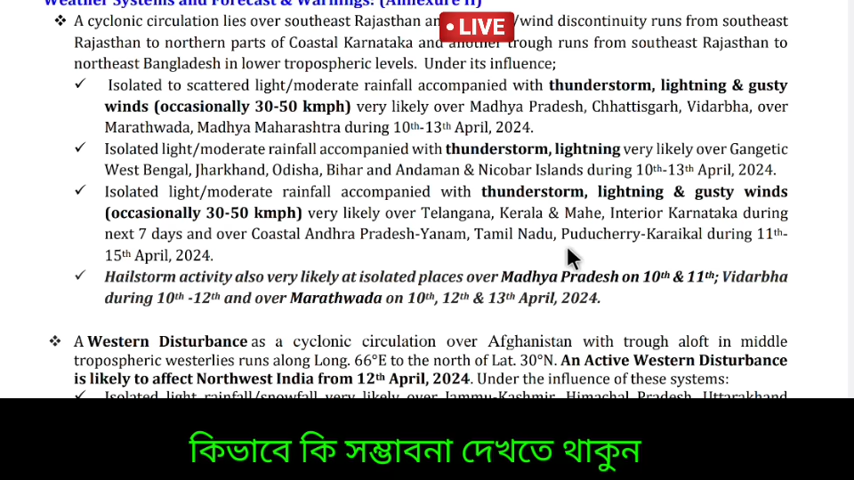 Weather Systems and Forecast & Warnings: (Annexure II)
❖ A cyclonic circulation lies over southeast Rajasthan /wind discontinuity runs from southeast
LIVE
Rajasthan to northern parts of Coastal Karnataka and another trough runs from southeast Rajasthan to
northeast Bangladesh in lower tropospheric levels. Under its influence;
✓ Isolated to scattered light/moderate rainfall accompanied with thunderstorm, lightning & gusty
winds (occasionally 30-50 kmph) very likely over Madhya Pradesh, Chhattisgarh, Vidarbha, over
Marathwada, Madhya Maharashtra during 10th-13th April, 2024.
✓ Isolated light/moderate rainfall accompanied with thunderstorm, lightning very likely over Gangetic
West Bengal, Jharkhand, Odisha, Bihar and Andaman & Nicobar Islands during 10th-13th April, 2024.
✓ Isolated light/moderate rainfall accompanied with thunderstorm, lightning & gusty winds
(occasionally 30-50 kmph) very likely over Telangana, Kerala & Mahe, Interior Karnataka during
next 7 days and over Coastal Andhra Pradesh-Yanam, Tamil Nadu, Puducherry-Karaikal during 11th-
15th April, 2024.
✓ Hailstorm activity also very likely at isolated places over Madhya Pradesh on 10th & 11th; Vidarbha
during 10th -12th and over Marathwada on 10th, 12th & 13th April, 2024.
❖ A Western Disturbance as a cyclonic circulation over Afghanistan with trough aloft in middle
tropospheric westerlies runs along Long. 66°E to the north of Lat. 30°N. An Active Western Disturbance
is likely to affect Northwest India from 12th April, 2024. Under the influence of these systems:
✓ Isolated light rainfall/snowfall very likely over Jammu-Kashmir, Himachal Pradesh, Uttarakhand
কিভাবে কি সম্ভাবনা দেখতে থাকুন